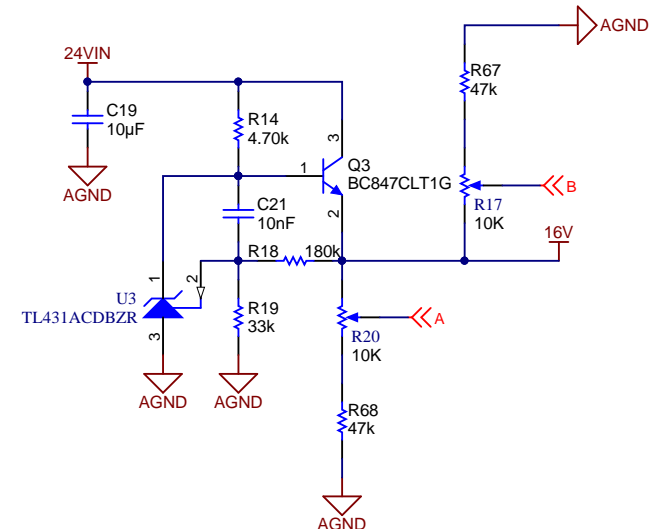 AGND
24VIN
R67
47k
C19
10µF
R14
4.70k
3
Q3
BC847CLT1G
1
2
B
R17
10K
AGND
C21
10nF
16V
R18
180k
1
2
U3
TL431ACDBZR
3
R19
33k
A
R20
10K
AGND
AGND
R68
47k
AGND